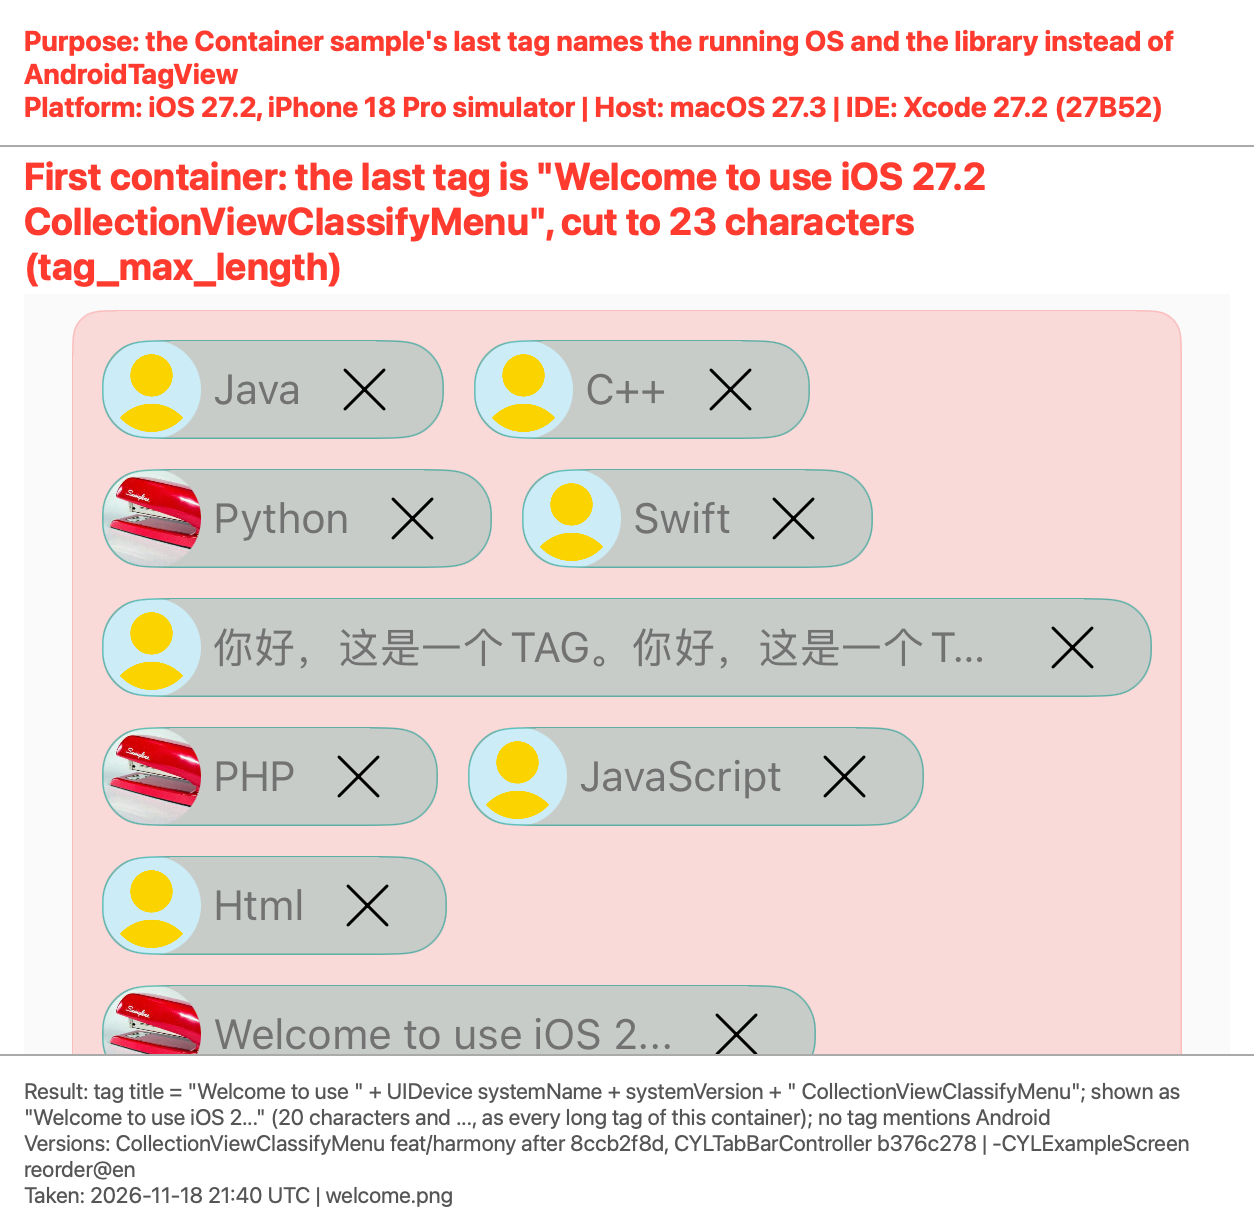 Purpose: the Container sample's last tag names the running OS and the library instead of
AndroidTagView
Platform: iOS 27.2, iPhone 18 Pro simulator | Host: macOS 27.3 | IDE: Xcode 27.2 (27B52)
First container: the last tag is "Welcome to use iOS 27.2
CollectionViewClassifyMenu", cut to 23 characters
(tag_max_length)
Java
C++
Python
Swift
你好，这是一个 TAG。你好，这是一个 T...
PHP
JavaScript
Html
Welcome to use iOS 2...
Result: tag title = "Welcome to use " + UIDevice systemName + systemVersion + " CollectionViewClassifyMenu"; shown as
"Welcome to use iOS 2..." (20 characters and ..., as every long tag of this container); no tag mentions Android
Versions: CollectionViewClassifyMenu feat/harmony after 8ccb2f8d, CYLTabBarController b376c278 | -CYLExampleScreen
reorder@en
Taken: 2026-11-18 21:40 UTC | welcome.png